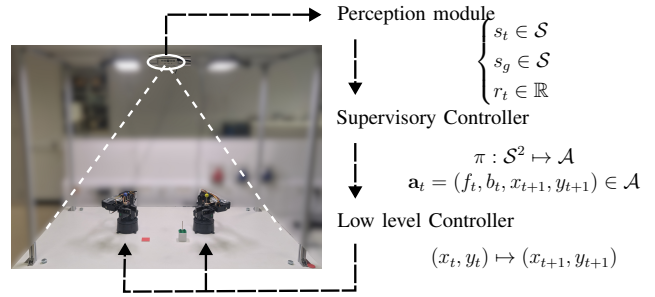 Perception module
s_t ∈ 𝒮
s_g ∈ 𝒮
r_t ∈ ℝ
Supervisory Controller
π : 𝒮² ↦ 𝒜
𝐚_t = (f_t, b_t, x_{t+1}, y_{t+1}) ∈ 𝒜
Low level Controller
(x_t, y_t) ↦ (x_{t+1}, y_{t+1})